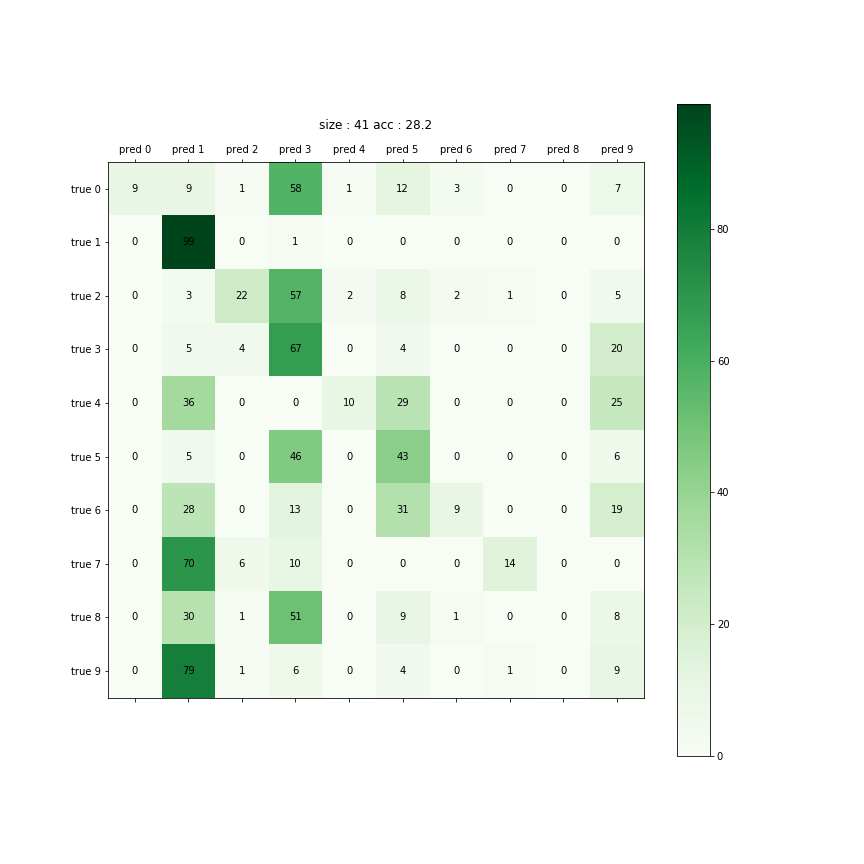 size : 41 acc : 28.2
pred 0 pred 1 pred 2 pred 3 pred 4 pred 5 pred 6 pred 7 pred 8 pred 9
true 0 9 9 1 58 1 12 3 0 0 7
true 1 0 99 0 1 0 0 0 0 0 0
true 2 0 3 22 57 2 8 2 1 0 5
true 3 0 5 4 67 0 4 0 0 0 20
true 4 0 36 0 0 10 29 0 0 0 25
true 5 0 5 0 46 0 43 0 0 0 6
true 6 0 28 0 13 0 31 9 0 0 19
true 7 0 70 6 10 0 0 0 14 0 0
true 8 0 30 1 51 0 9 1 0 0 8
true 9 0 79 1 6 0 4 0 1 0 9
80
60
40
20
0